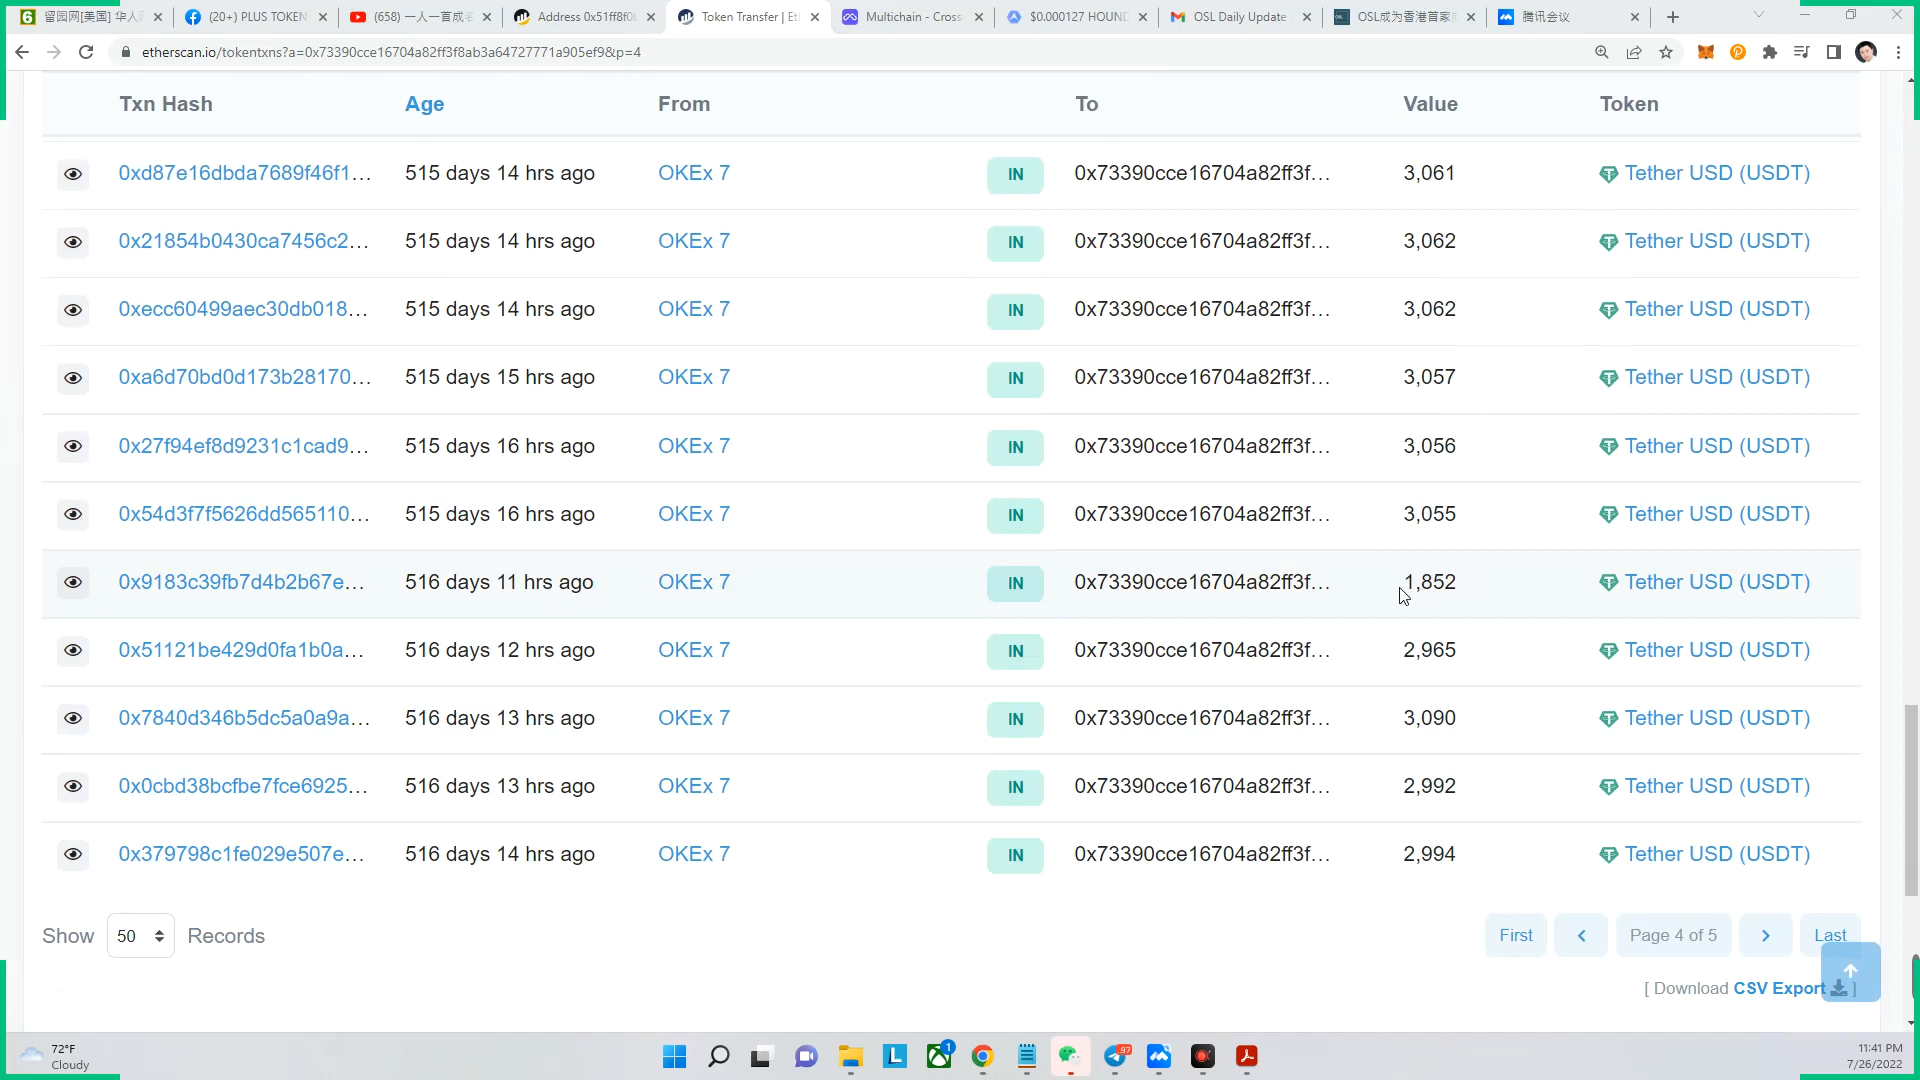 留园网[美国] 华人
(20+) PLUS TOKEN
(658) 一人一首成名
Address 0x51ff8f0
Token Transfer | Et
Multichain - Cross
$0.000127 HOUND
OSL Daily Update
OSL成为香港首家
腾讯会议
etherscan.io/tokentxns?a=0x73390cce16704a82ff3f8ab3a64727771a905ef9&p=4
Txn Hash Age From To Value Token
0xd87e16dbda7689f46f1... 515 days 14 hrs ago OKEx 7 IN 0x73390cce16704a82ff3f... 3,061 Tether USD (USDT)
0x21854b0430ca7456c2... 515 days 14 hrs ago OKEx 7 IN 0x73390cce16704a82ff3f... 3,062 Tether USD (USDT)
0xecc60499aec30db018... 515 days 14 hrs ago OKEx 7 IN 0x73390cce16704a82ff3f... 3,062 Tether USD (USDT)
0xa6d70bd0d173b28170... 515 days 15 hrs ago OKEx 7 IN 0x73390cce16704a82ff3f... 3,057 Tether USD (USDT)
0x27f94ef8d9231c1cad9... 515 days 16 hrs ago OKEx 7 IN 0x73390cce16704a82ff3f... 3,056 Tether USD (USDT)
0x54d3f7f5626dd565110... 515 days 16 hrs ago OKEx 7 IN 0x73390cce16704a82ff3f... 3,055 Tether USD (USDT)
0x9183c39fb7d4b2b67e... 516 days 11 hrs ago OKEx 7 IN 0x73390cce16704a82ff3f... 1,852 Tether USD (USDT)
0x51121be429d0fa1b0a... 516 days 12 hrs ago OKEx 7 IN 0x73390cce16704a82ff3f... 2,965 Tether USD (USDT)
0x7840d346b5dc5a0a9a... 516 days 13 hrs ago OKEx 7 IN 0x73390cce16704a82ff3f... 3,090 Tether USD (USDT)
0x0cbd38bcfbe7fce6925... 516 days 13 hrs ago OKEx 7 IN 0x73390cce16704a82ff3f... 2,992 Tether USD (USDT)
0x379798c1fe029e507e... 516 days 14 hrs ago OKEx 7 IN 0x73390cce16704a82ff3f... 2,994 Tether USD (USDT)
Show 50 Records First Page 4 of 5 Last
[ Download CSV Export ]
72°F
Cloudy
1
97
11:41 PM
7/26/2022